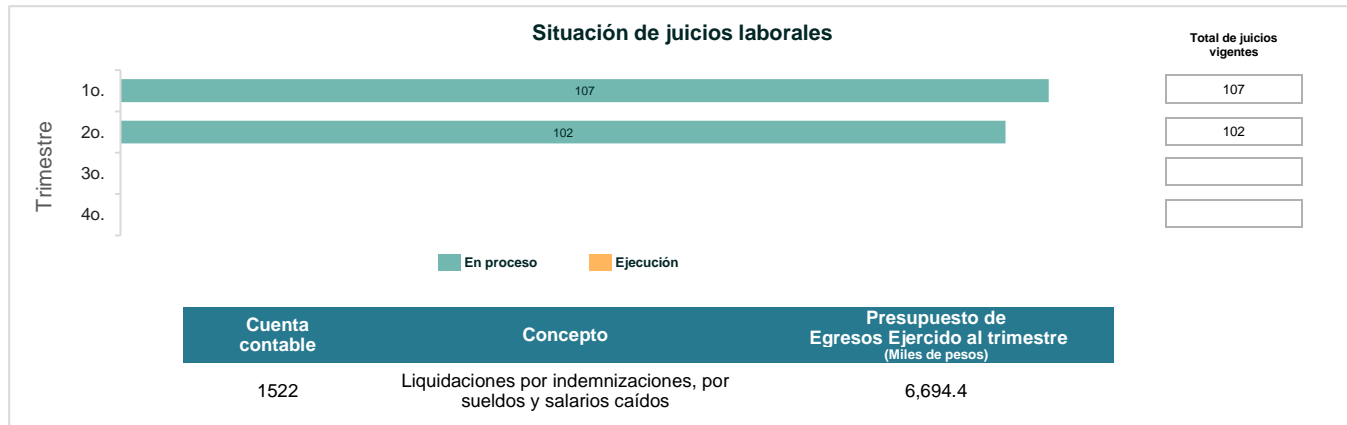 Situación de juicios laborales
Total de juicios
vigentes
Trimestre
1o.
107
107
2o.
102
102
3o.
4o.
En proceso
Ejecución
Cuenta
contable
Concepto
Presupuesto de
Egresos Ejercido al trimestre
(Miles de pesos)
1522
Liquidaciones por indemnizaciones, por
sueldos y salarios caídos
6,694.4